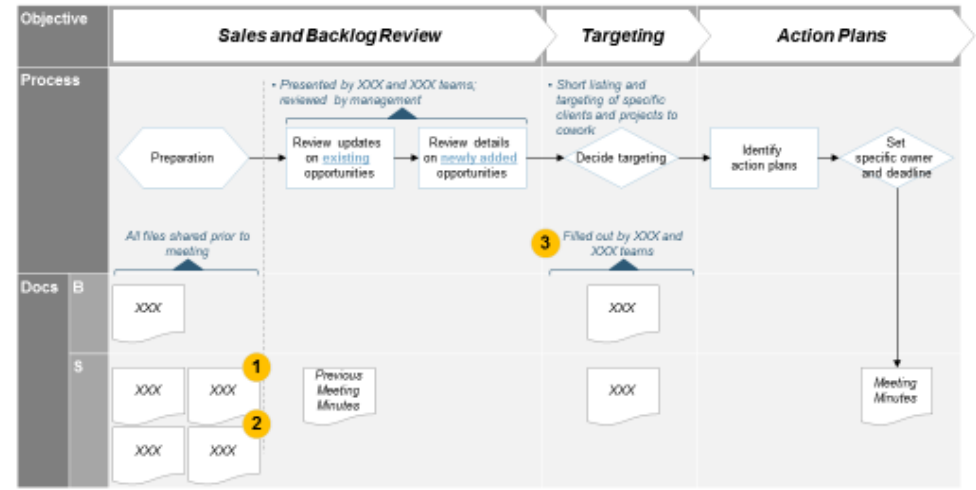 Objective
Sales and Backlog Review
Targeting
Action Plans
Process
• Presented by XXX and XXX teams;
reviewed by management
• Short listing and
targeting of specific
clients and projects to
cowork
Preparation
Review updates
on existing
opportunities
Review details
on newly added
opportunities
Decide targeting
Identify
action plans
Set
specific owner
and deadline
All files shared prior to
meeting
3
Filled out by XXX and
XXX teams
Docs
B
XXX
XXX
S
1
XXX
XXX
Previous
Meeting
Minutes
XXX
Meeting
Minutes
2
XXX
XXX